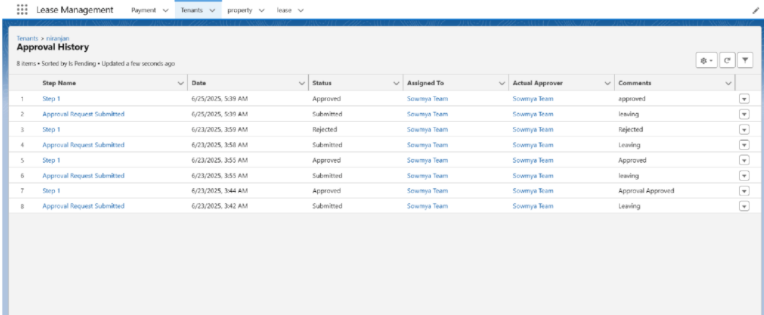 Lease Management Payment Tenants property lease
Tenants > niranjan
Approval History
8 items • Sorted by Is Pending • Updated a few seconds ago
Step Name Date Status Assigned To Actual Approver Comments
1 Step 1 6/25/2025, 5:39 AM Approved Sowmya Team Sowmya Team approved
2 Approval Request Submitted 6/25/2025, 5:35 AM Submitted Sowmya Team Sowmya Team leaving
3 Step 1 6/23/2025, 3:59 AM Rejected Sowmya Team Sowmya Team Rejected
4 Approval Request Submitted 6/23/2025, 3:58 AM Submitted Sowmya Team Sowmya Team Leaving
5 Step 1 6/23/2025, 3:55 AM Approved Sowmya Team Sowmya Team Approved
6 Approval Request Submitted 6/23/2025, 3:53 AM Submitted Sowmya Team Sowmya Team leaving
7 Step 1 6/23/2025, 3:44 AM Approved Sowmya Team Sowmya Team Approval Approved
8 Approval Request Submitted 6/23/2025, 3:42 AM Submitted Sowmya Team Sowmya Team Leaving